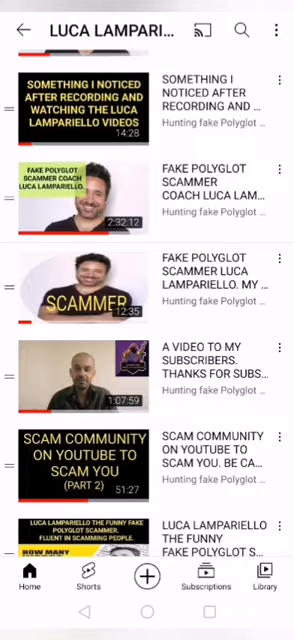 LUCA LAMPARI...
SOMETHING I NOTICED
AFTER RECORDING AND
WATCHING THE LUCA
LAMPARIELLO VIDEOS
14:28
SOMETHING I
NOTICED AFTER
RECORDING AND ...
Hunting fake Polyglot ...
FAKE POLYGLOT
SCAMMER COACH
LUCA LAMPARIELLO.
2:32:12
FAKE POLYGLOT
SCAMMER
COACH LUCA LAM...
Hunting fake Polyglot ...
SCAMMER
12:35
FAKE POLYGLOT
SCAMMER LUCA
LAMPARIELLO. MY ...
Hunting fake Polyglot ...
1:07:59
A VIDEO TO MY
SUBSCRIBERS.
THANKS FOR SUBS...
Hunting fake Polyglot ...
SCAM COMMUNITY
ON YOUTUBE TO
SCAM YOU
(PART 2)
51:27
SCAM COMMUNITY
ON YOUTUBE TO
SCAM YOU. BE CA...
Hunting fake Polyglot ...
LUCA LAMPARIELLO THE FUNNY FAKE
POLYGLOT SCAMMER.
FLUENT IN SCAMMING PEOPLE.
HOW MANY
LUCA LAMPARIELLO
THE FUNNY
FAKE POLYGLOT S...
Home
Shorts
Subscriptions
Library